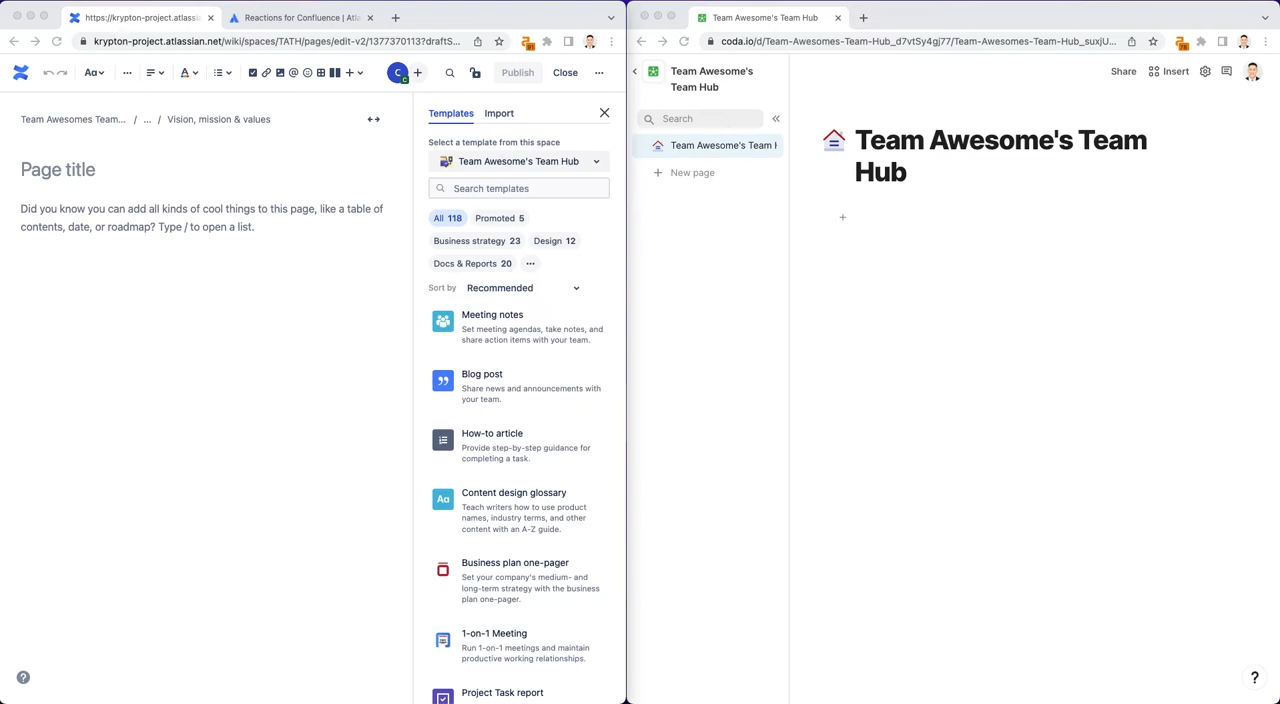 https://krypton-project.atlassian
Reactions for Confluence | Atla
krypton-project.atlassian.net/wiki/spaces/TATH/pages/edit-v2/1377370113?draftS...
Aa
A
C
C
Publish
Close
Team Awesomes Team... / ... / Vision, mission & values
Page title
Did you know you can add all kinds of cool things to this page, like a table of
contents, date, or roadmap? Type / to open a list.
Templates
Import
Select a template from this space
Team Awesome's Team Hub
Search templates
All 118
Promoted 5
Business strategy 23
Design 12
Docs & Reports 20
Sort by
Recommended
Meeting notes
Set meeting agendas, take notes, and
share action items with your team.
Blog post
Share news and announcements with
your team.
How-to article
Provide step-by-step guidance for
completing a task.
Aa
Content design glossary
Teach writers how to use product
names, industry terms, and other
content with an A-Z guide.
Business plan one-pager
Set your company's medium- and
long-term strategy with the business
plan one-pager.
1-on-1 Meeting
Run 1-on-1 meetings and maintain
productive working relationships.
Project Task report
?
Team Awesome's Team Hub
coda.io/d/Team-Awesomes-Team-Hub_d7vtSy4gj77/Team-Awesomes-Team-Hub_suxjU...
Team Awesome's
Team Hub
Share
Insert
Search
Team Awesome's Team H
New page
Team Awesome's Team
Hub
?